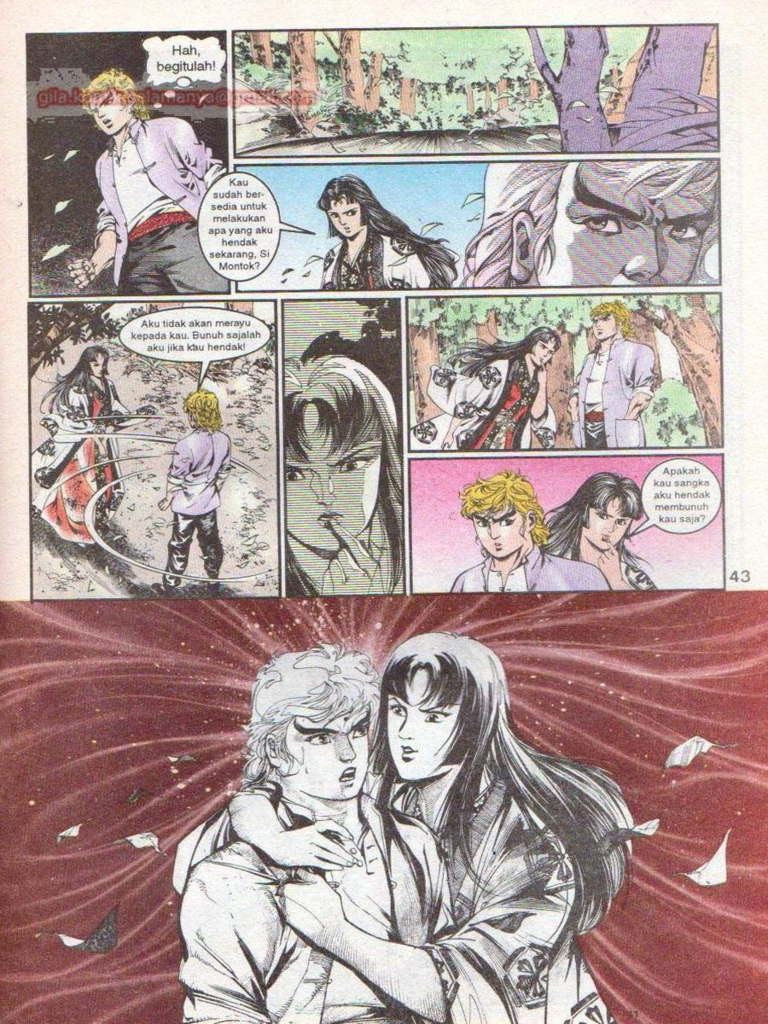 Hah,
begitulah!
Kau
sudah ber-
sedia untuk
melakukan
apa yang aku
hendak
sekarang, Si
Montok?
Aku tidak akan merayu
kepada kau. Bunuh sajalah
aku jika kau hendak!
Apakah
kau sangka
aku hendak
membunuh
kau saja?
43